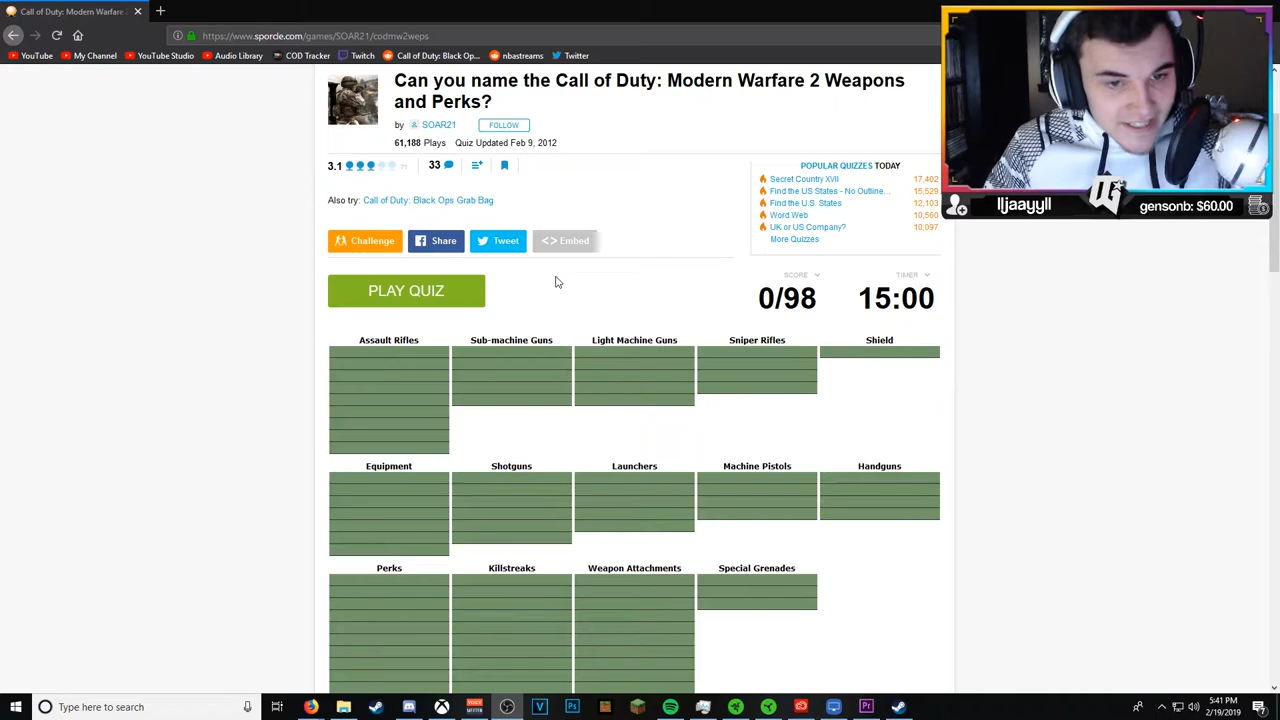 Call of Duty: Modern Warfare 2
https://www.sporcle.com/games/SOAR21/codmw2weps
YouTube
My Channel
YouTube Studio
Audio Library
COD Tracker
Twitch
Call of Duty: Black Op...
nbastreams
Twitter
Can you name the Call of Duty: Modern Warfare 2 Weapons
and Perks?
by SOAR21 FOLLOW
61,188 Plays Quiz Updated Feb 9, 2012
3.1 71 33
Also try: Call of Duty: Black Ops Grab Bag
Challenge Share Tweet <> Embed
POPULAR QUIZZES TODAY
Secret Country XVII 17,402
Find the US States - No Outline... 15,529
Find the U.S. States 12,103
Word Web 10,560
UK or US Company? 10,097
More Quizzes
lljaayyll
gensonb: $60.00
PLAY QUIZ
SCORE TIMER
0/98 15:00
Assault Rifles Sub-machine Guns Light Machine Guns Sniper Rifles Shield
Equipment Shotguns Launchers Machine Pistols Handguns
Perks Killstreaks Weapon Attachments Special Grenades
Type here to search
5:41 PM
2/19/2019